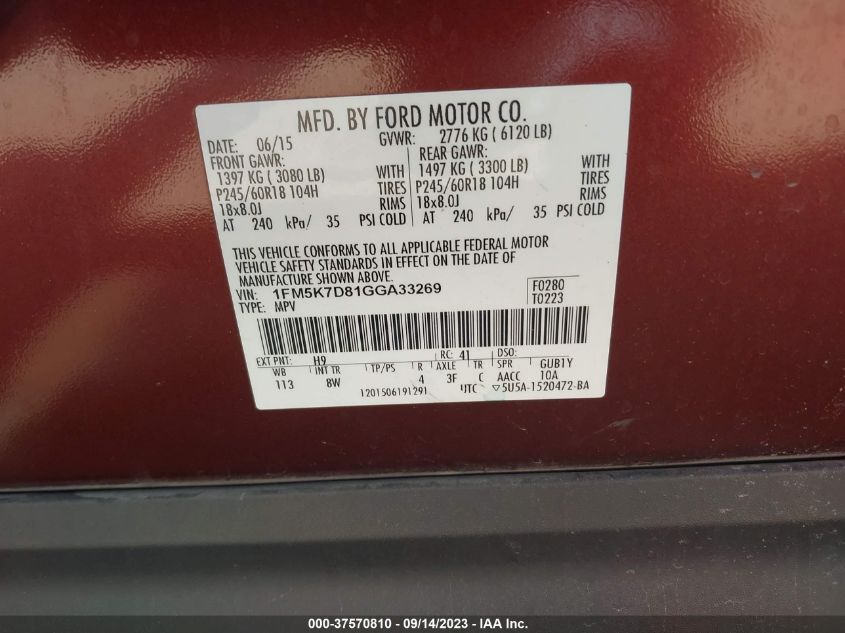 MFD. BY FORD MOTOR CO.
DATE: 06/15 GVWR: 2776 KG ( 6120 LB)
FRONT GAWR: REAR GAWR:
1397 KG ( 3080 LB) WITH 1497 KG ( 3300 LB) WITH
P245/60R18 104H TIRES P245/60R18 104H TIRES
18x8.0J RIMS 18x8.0J RIMS
AT 240 kPa/ 35 PSI COLD AT 240 kPa/ 35 PSI COLD
THIS VEHICLE CONFORMS TO ALL APPLICABLE FEDERAL MOTOR
VEHICLE SAFETY STANDARDS IN EFFECT ON THE DATE OF
MANUFACTURE SHOWN ABOVE.
VIN: 1FM5K7D81GGA33269 F0280
TYPE: MPV T0223
EXT PNT: H9 RC: 41 DSO:
WB INT TR TP/PS R AXLE TR SPR GUB1Y
113 8W 4 3F C AACC 10A
1201506191291 UTC ▽5U5A-1520472-BA
000-37570810 - 09/14/2023 - IAA Inc.